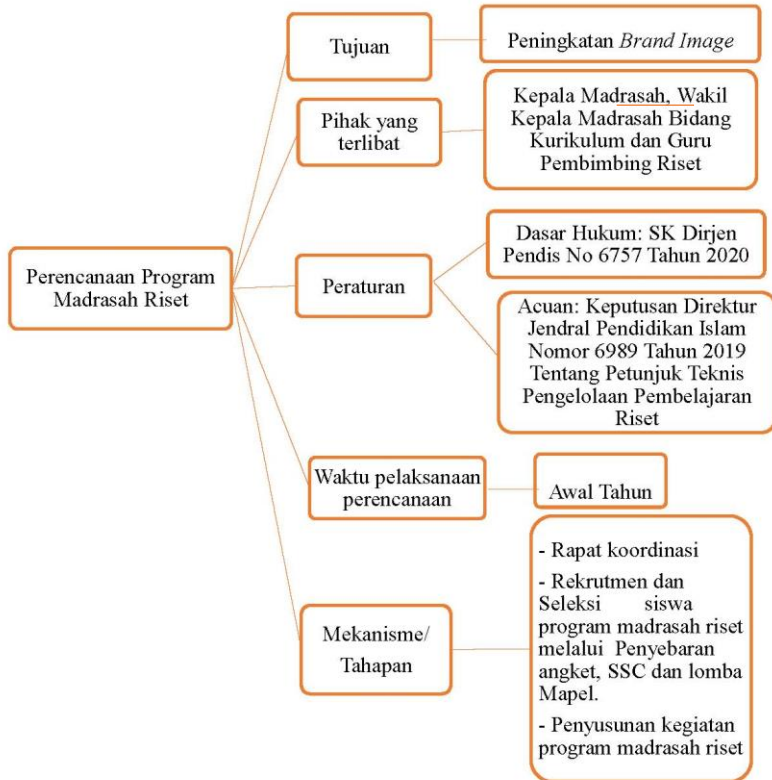 Tujuan
Peningkatan Brand Image
Pihak yang
terlibat
Kepala Madrasah, Wakil
Kepala Madrasah Bidang
Kurikulum dan Guru
Pembimbing Riset
Perencanaan Program
Madrasah Riset
Peraturan
Dasar Hukum: SK Dirjen
Pendis No 6757 Tahun 2020
Acuan: Keputusan Direktur
Jendral Pendidikan Islam
Nomor 6989 Tahun 2019
Tentang Petunjuk Teknis
Pengelolaan Pembelajaran
Riset
Waktu pelaksanaan
perencanaan
Awal Tahun
Mekanisme/
Tahapan
- Rapat koordinasi
- Rekrutmen dan
Seleksi siswa
program madrasah riset
melalui Penyebaran
angket, SSC dan lomba
Mapel.
- Penyusunan kegiatan
program madrasah riset